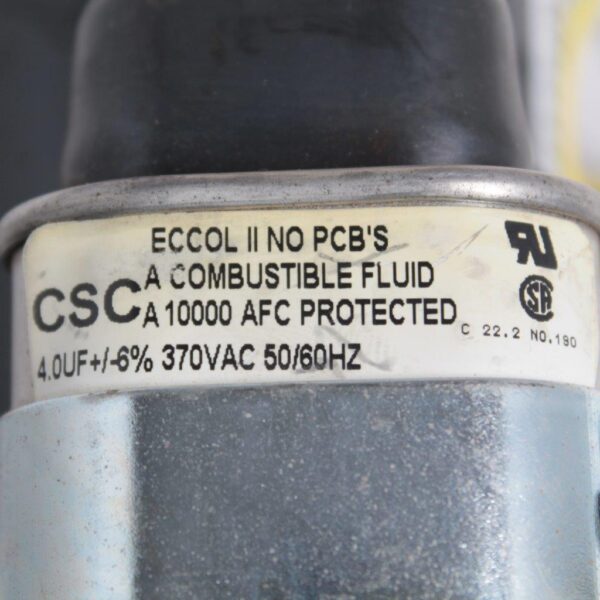 ECCOL II NO PCB'S
A COMBUSTIBLE FLUID
CSC
A 10000 AFC PROTECTED
C 22.2 NO.190
4.0UF+/-6% 370VAC 50/60HZ